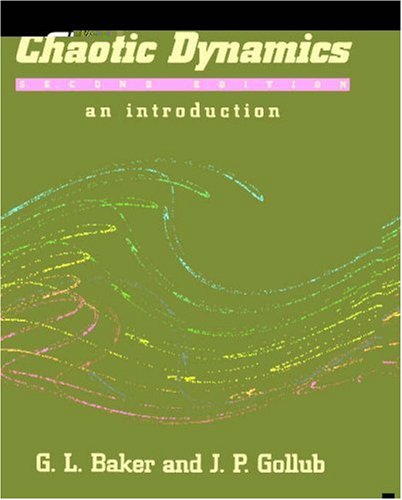 Chaotic Dynamics
SECOND EDITION
an introduction
G. L. Baker and J. P. Gollub